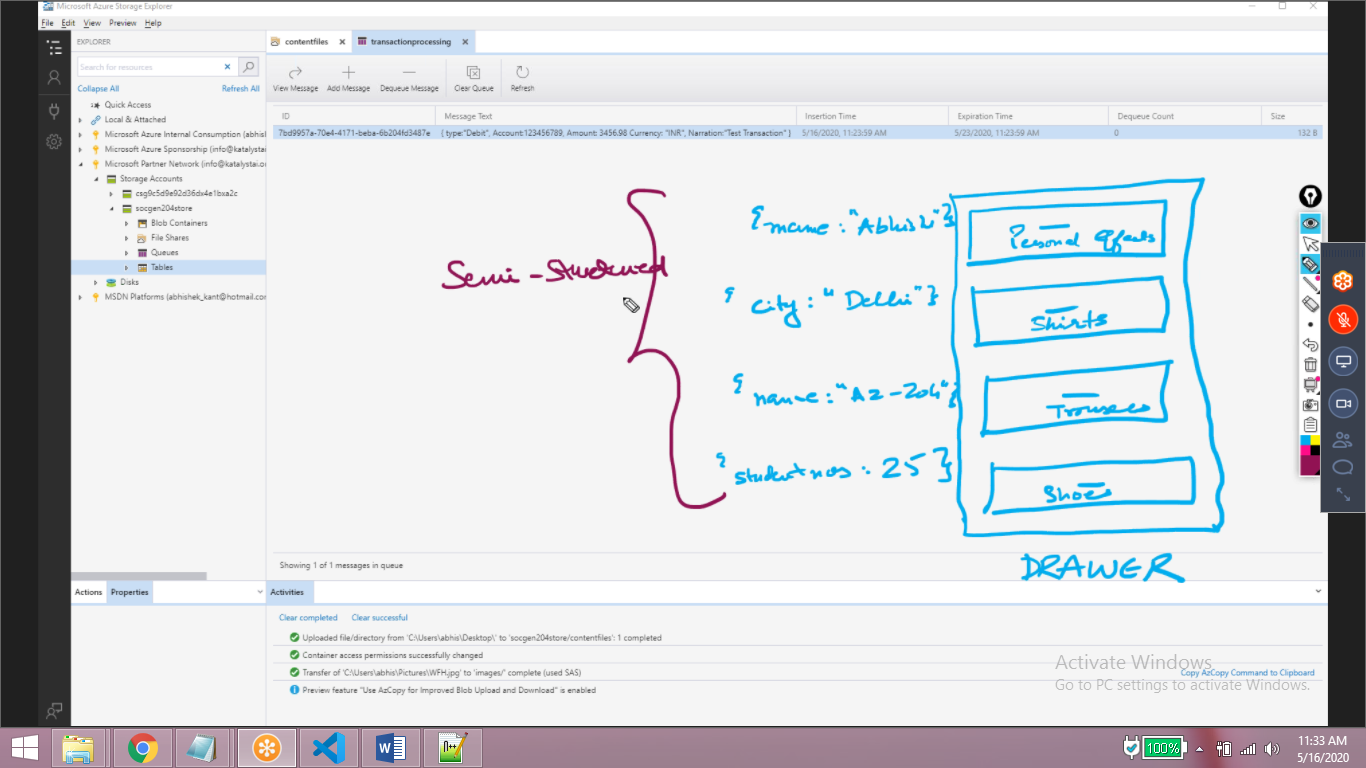 Microsoft Azure Storage Explorer
File Edit View Preview Help
EXPLORER
Search for resources
Collapse All Refresh All
Quick Access
Local & Attached
Microsoft Azure Internal Consumption (abhis
Microsoft Azure Sponsorship (info@katalysta
Microsoft Partner Network (info@katalystai.o
Storage Accounts
csg9c5d9e92d36dx4e1bxa2c
socgen204store
Blob Containers
File Shares
Queues
Tables
Disks
MSDN Platforms (abhishek_kant@hotmail.co
contentfiles transactionprocessing
View Message Add Message Dequeue Message Clear Queue Refresh
ID Message Text Insertion Time Expiration Time Dequeue Count Size
7bd9957a-70e4-4171-beba-6b204fd3487e { type:"Debit", Account:123456789, Amount: 3456.98 Currency: "INR", Narration:"Test Transaction" } 5/16/2020, 11:23:59 AM 5/23/2020, 11:23:59 AM 0 132 B
Semi-Structured
{name: "Abhish"}
{city: "Delhi"}
{name: "Az-204"}
{student nos: 25}
Personal effects
Shirts
Trousers
Shoes
DRAWER
Showing 1 of 1 messages in queue
Actions Properties
Activities
Clear completed Clear successful
Uploaded file/directory from 'C:\Users\abhis\Desktop\' to 'socgen204store/contentfiles': 1 completed
Container access permissions successfully changed
Transfer of 'C:\Users\abhis\Pictures\WFH.jpg' to 'images/' complete (used SAS)
Copy AzCopy Command to Clipboard
Preview feature "Use AzCopy for Improved Blob Upload and Download" is enabled
Activate Windows
Go to PC settings to activate Windows.
100%
11:33 AM
5/16/2020